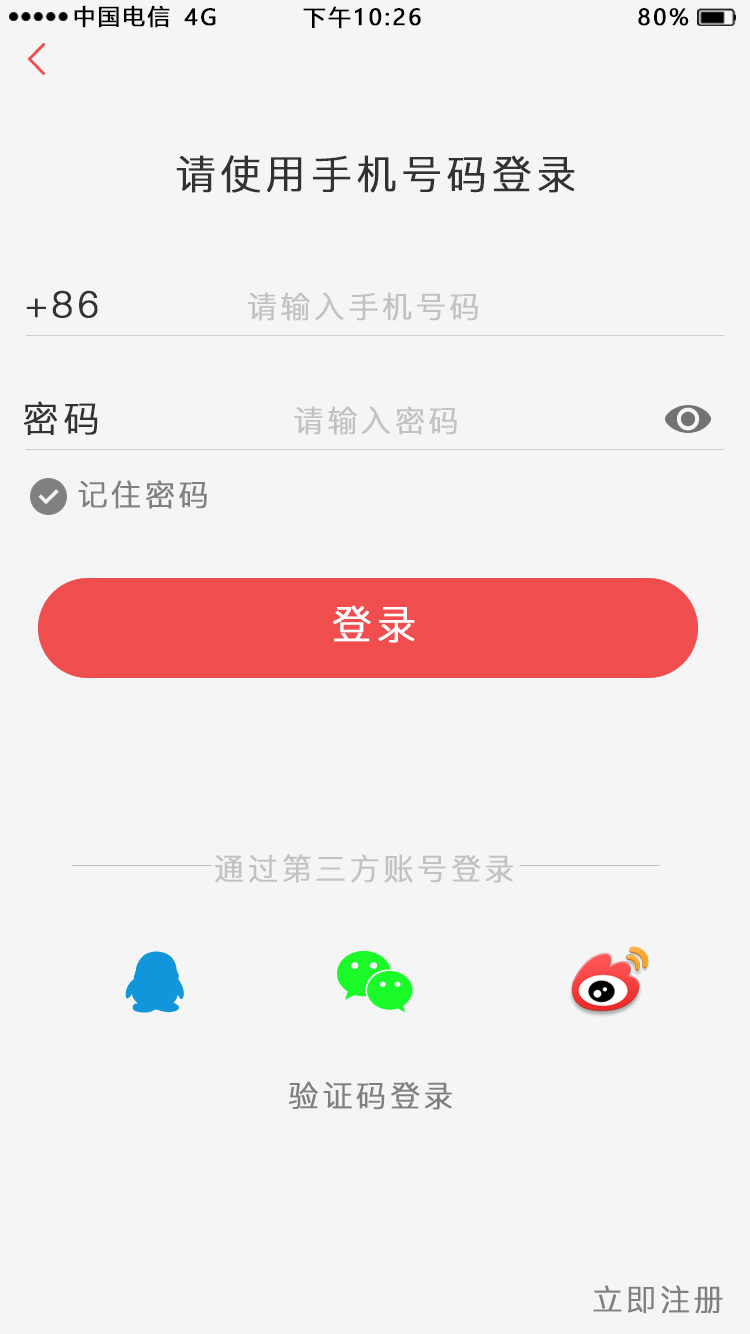 中国电信 4G 下午10:26 80%
请使用手机号码登录
+86 请输入手机号码
密码 请输入密码
记住密码
登录
通过第三方账号登录
验证码登录
立即注册